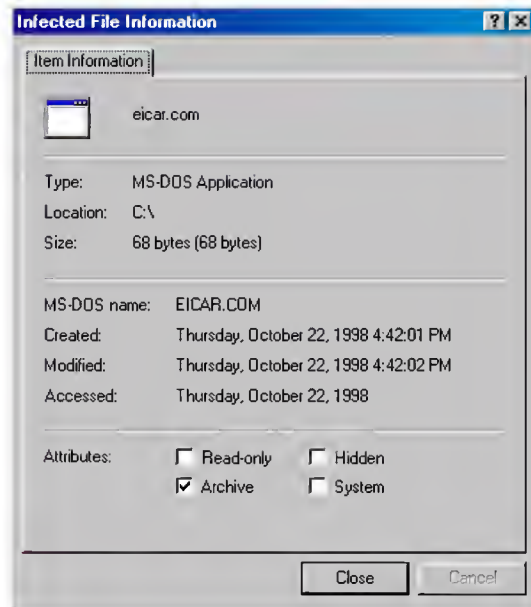 Infected File Information
Item Information
eicar.com
Type: MS-DOS Application
Location: C:\
Size: 68 bytes (68 bytes)
MS-DOS name: EICAR.COM
Created: Thursday, October 22, 1998 4:42:01 PM
Modified: Thursday, October 22, 1998 4:42:02 PM
Accessed: Thursday, October 22, 1998
Attributes: Read-only Hidden
Archive System
Close Cancel